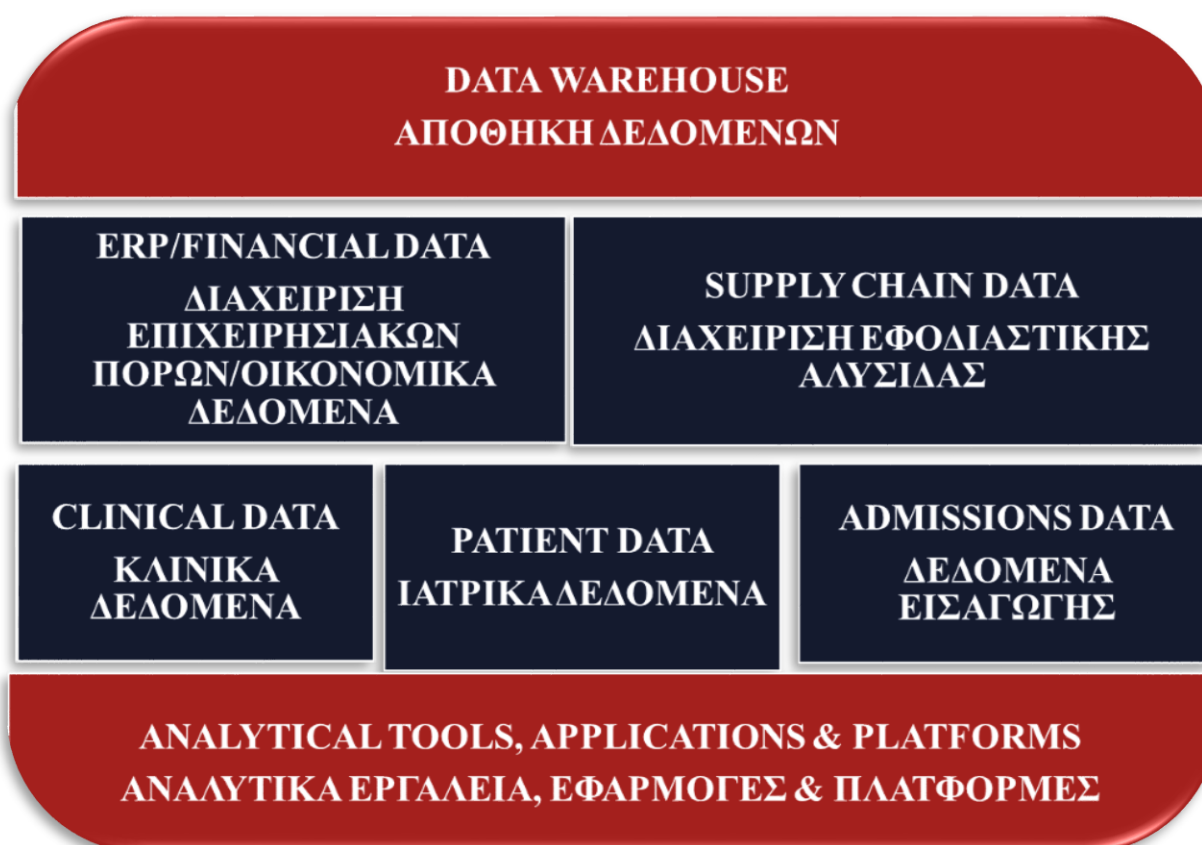 DATA WAREHOUSE
ΑΠΟΘΗΚΗ ΔΕΔΟΜΕΝΩΝ
ERP/FINANCIAL DATA
ΔΙΑΧΕΙΡΙΣΗ
ΕΠΙΧΕΙΡΗΣΙΑΚΩΝ
ΠΟΡΩΝ/ΟΙΚΟΝΟΜΙΚΑ
ΔΕΔΟΜΕΝΑ
SUPPLY CHAIN DATA
ΔΙΑΧΕΙΡΙΣΗ ΕΦΟΔΙΑΣΤΙΚΗΣ
ΑΛΥΣΙΔΑΣ
CLINICAL DATA
ΚΛΙΝΙΚΑ
ΔΕΔΟΜΕΝΑ
PATIENT DATA
ΙΑΤΡΙΚΑ ΔΕΔΟΜΕΝΑ
ADMISSIONS DATA
ΔΕΔΟΜΕΝΑ
ΕΙΣΑΓΩΓΗΣ
ANALYTICAL TOOLS, APPLICATIONS & PLATFORMS
ΑΝΑΛΥΤΙΚΑ ΕΡΓΑΛΕΙΑ, ΕΦΑΡΜΟΓΕΣ & ΠΛΑΤΦΟΡΜΕΣ